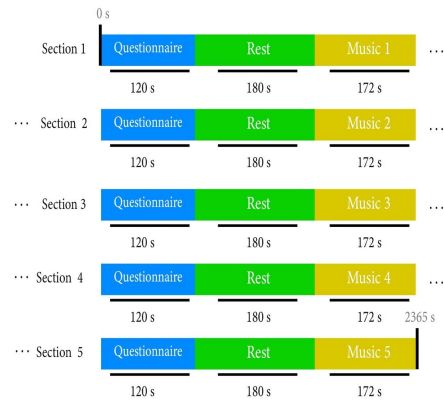 0 s
Section 1 Questionnaire Rest Music 1 ...
120 s 180 s 172 s
... Section 2 Questionnaire Rest Music 2 ...
120 s 180 s 172 s
... Section 3 Questionnaire Rest Music 3 ...
120 s 180 s 172 s
... Section 4 Questionnaire Rest Music 4 ...
120 s 180 s 172 s 2365 s
... Section 5 Questionnaire Rest Music 5
120 s 180 s 172 s